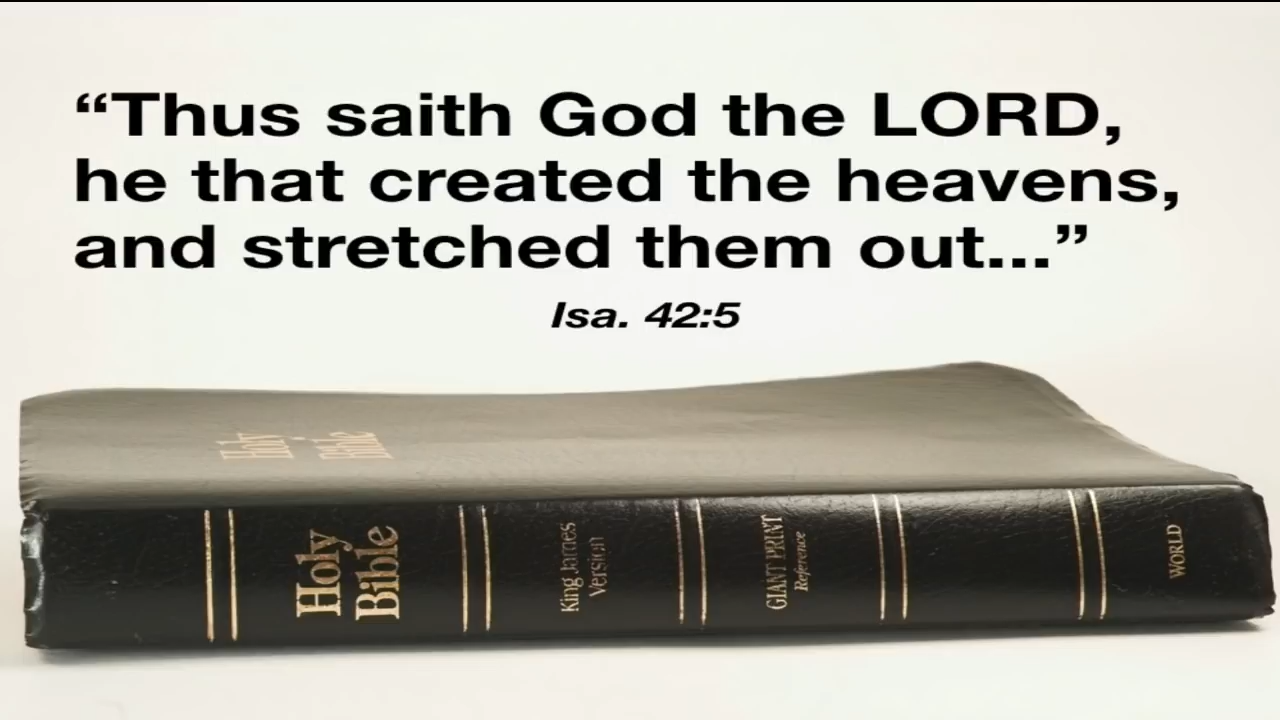 “Thus saith God the LORD,
he that created the heavens,
and stretched them out...”
Isa. 42:5
Holy
Bible
Holy
Bible
King James
Version
GIANT PRINT
Reference
WORLD